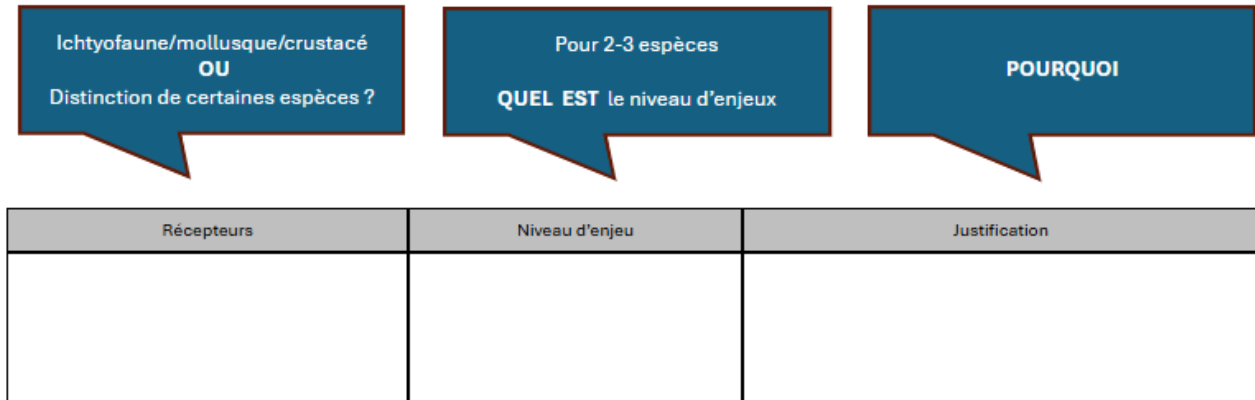 Ichtyofaune/mollusque/crustacé
OU
Distinction de certaines espèces ?
Pour 2-3 espèces
QUEL EST le niveau d'enjeux
POURQUOI
Récepteurs
Niveau d'enjeu
Justification